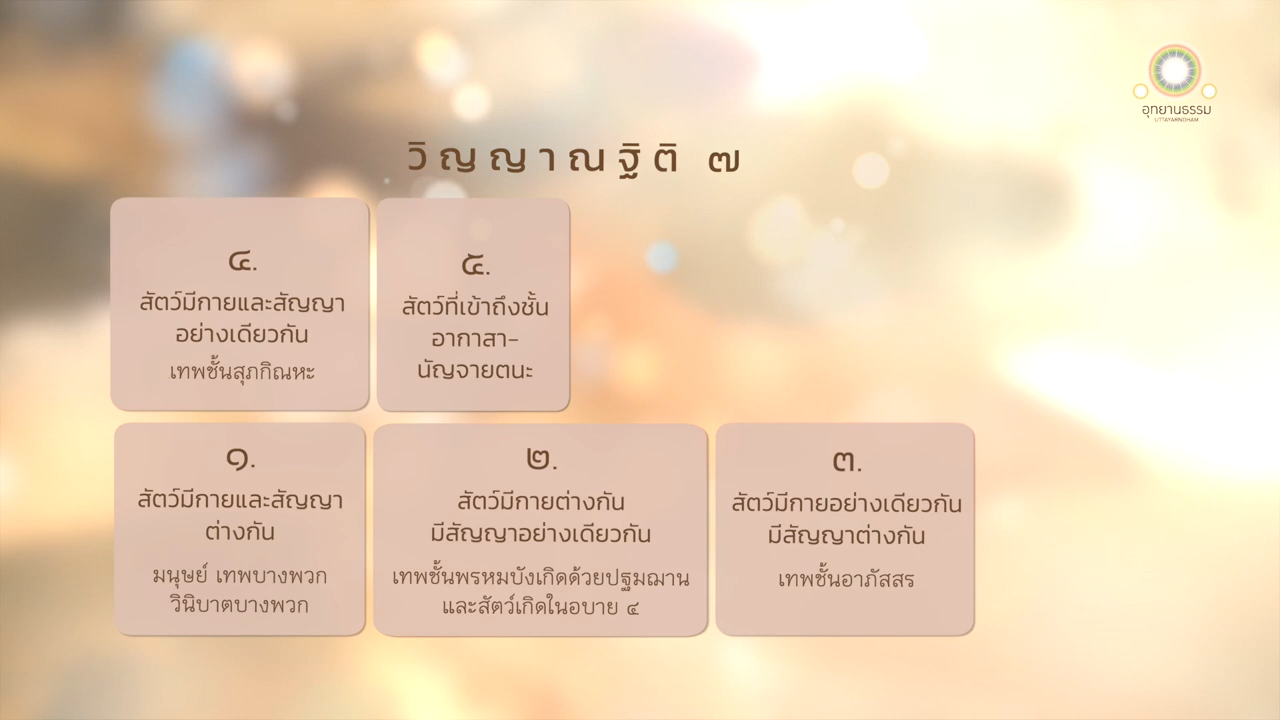 อุทยานธรรม
UTTAYARNDHAM
วิญญาณฐิติ ๗
๔.
สัตว์มีกายและสัญญา
อย่างเดียวกัน
เทพชั้นสุภกิณหะ
๕.
สัตว์ที่เข้าถึงชั้น
อากาสา-
นัญจายตนะ
๑.
สัตว์มีกายและสัญญา
ต่างกัน
มนุษย์ เทพบางพวก
วินิบาตบางพวก
๒.
สัตว์มีกายต่างกัน
มีสัญญาอย่างเดียวกัน
เทพชั้นพรหมบังเกิดด้วยปฐมฌาน
และสัตว์เกิดในอบาย ๔
๓.
สัตว์มีกายอย่างเดียวกัน
มีสัญญาต่างกัน
เทพชั้นอาภัสสร